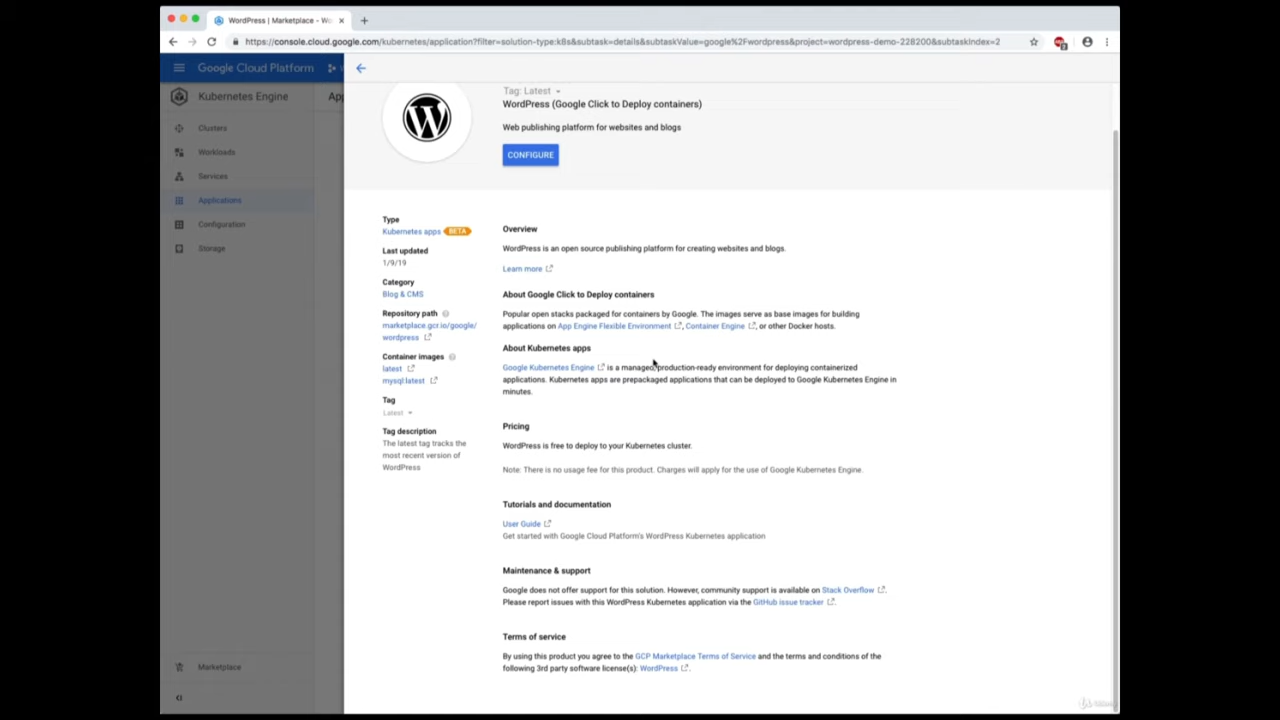 WordPress | Marketplace - Wo
https://console.cloud.google.com/kubernetes/application?filter=solution-type:k8s&subtask=details&subtaskValue=google%2Fwordpress&project=wordpress-demo-228200&subtaskIndex=2
Google Cloud Platform
Kubernetes Engine
App
Clusters
Workloads
Services
Applications
Configuration
Storage
Marketplace
Tag: Latest
WordPress (Google Click to Deploy containers)
Web publishing platform for websites and blogs
CONFIGURE
Type
Kubernetes apps BETA
Last updated
1/9/19
Category
Blog & CMS
Repository path
marketplace.gcr.io/google/
wordpress
Container images
latest
mysql:latest
Tag
Latest
Tag description
The latest tag tracks the
most recent version of
WordPress
Overview
WordPress is an open source publishing platform for creating websites and blogs.
Learn more
About Google Click to Deploy containers
Popular open stacks packaged for containers by Google. The images serve as base images for building
applications on App Engine Flexible Environment , Container Engine , or other Docker hosts.
About Kubernetes apps
Google Kubernetes Engine is a managed, production-ready environment for deploying containerized
applications. Kubernetes apps are prepackaged applications that can be deployed to Google Kubernetes Engine in
minutes.
Pricing
WordPress is free to deploy to your Kubernetes cluster.
Note: There is no usage fee for this product. Charges will apply for the use of Google Kubernetes Engine.
Tutorials and documentation
User Guide
Get started with Google Cloud Platform's WordPress Kubernetes application
Maintenance & support
Google does not offer support for this solution. However, community support is available on Stack Overflow .
Please report issues with this WordPress Kubernetes application via the GitHub issue tracker .
Terms of service
By using this product you agree to the GCP Marketplace Terms of Service and the terms and conditions of the
following 3rd party software license(s): WordPress .